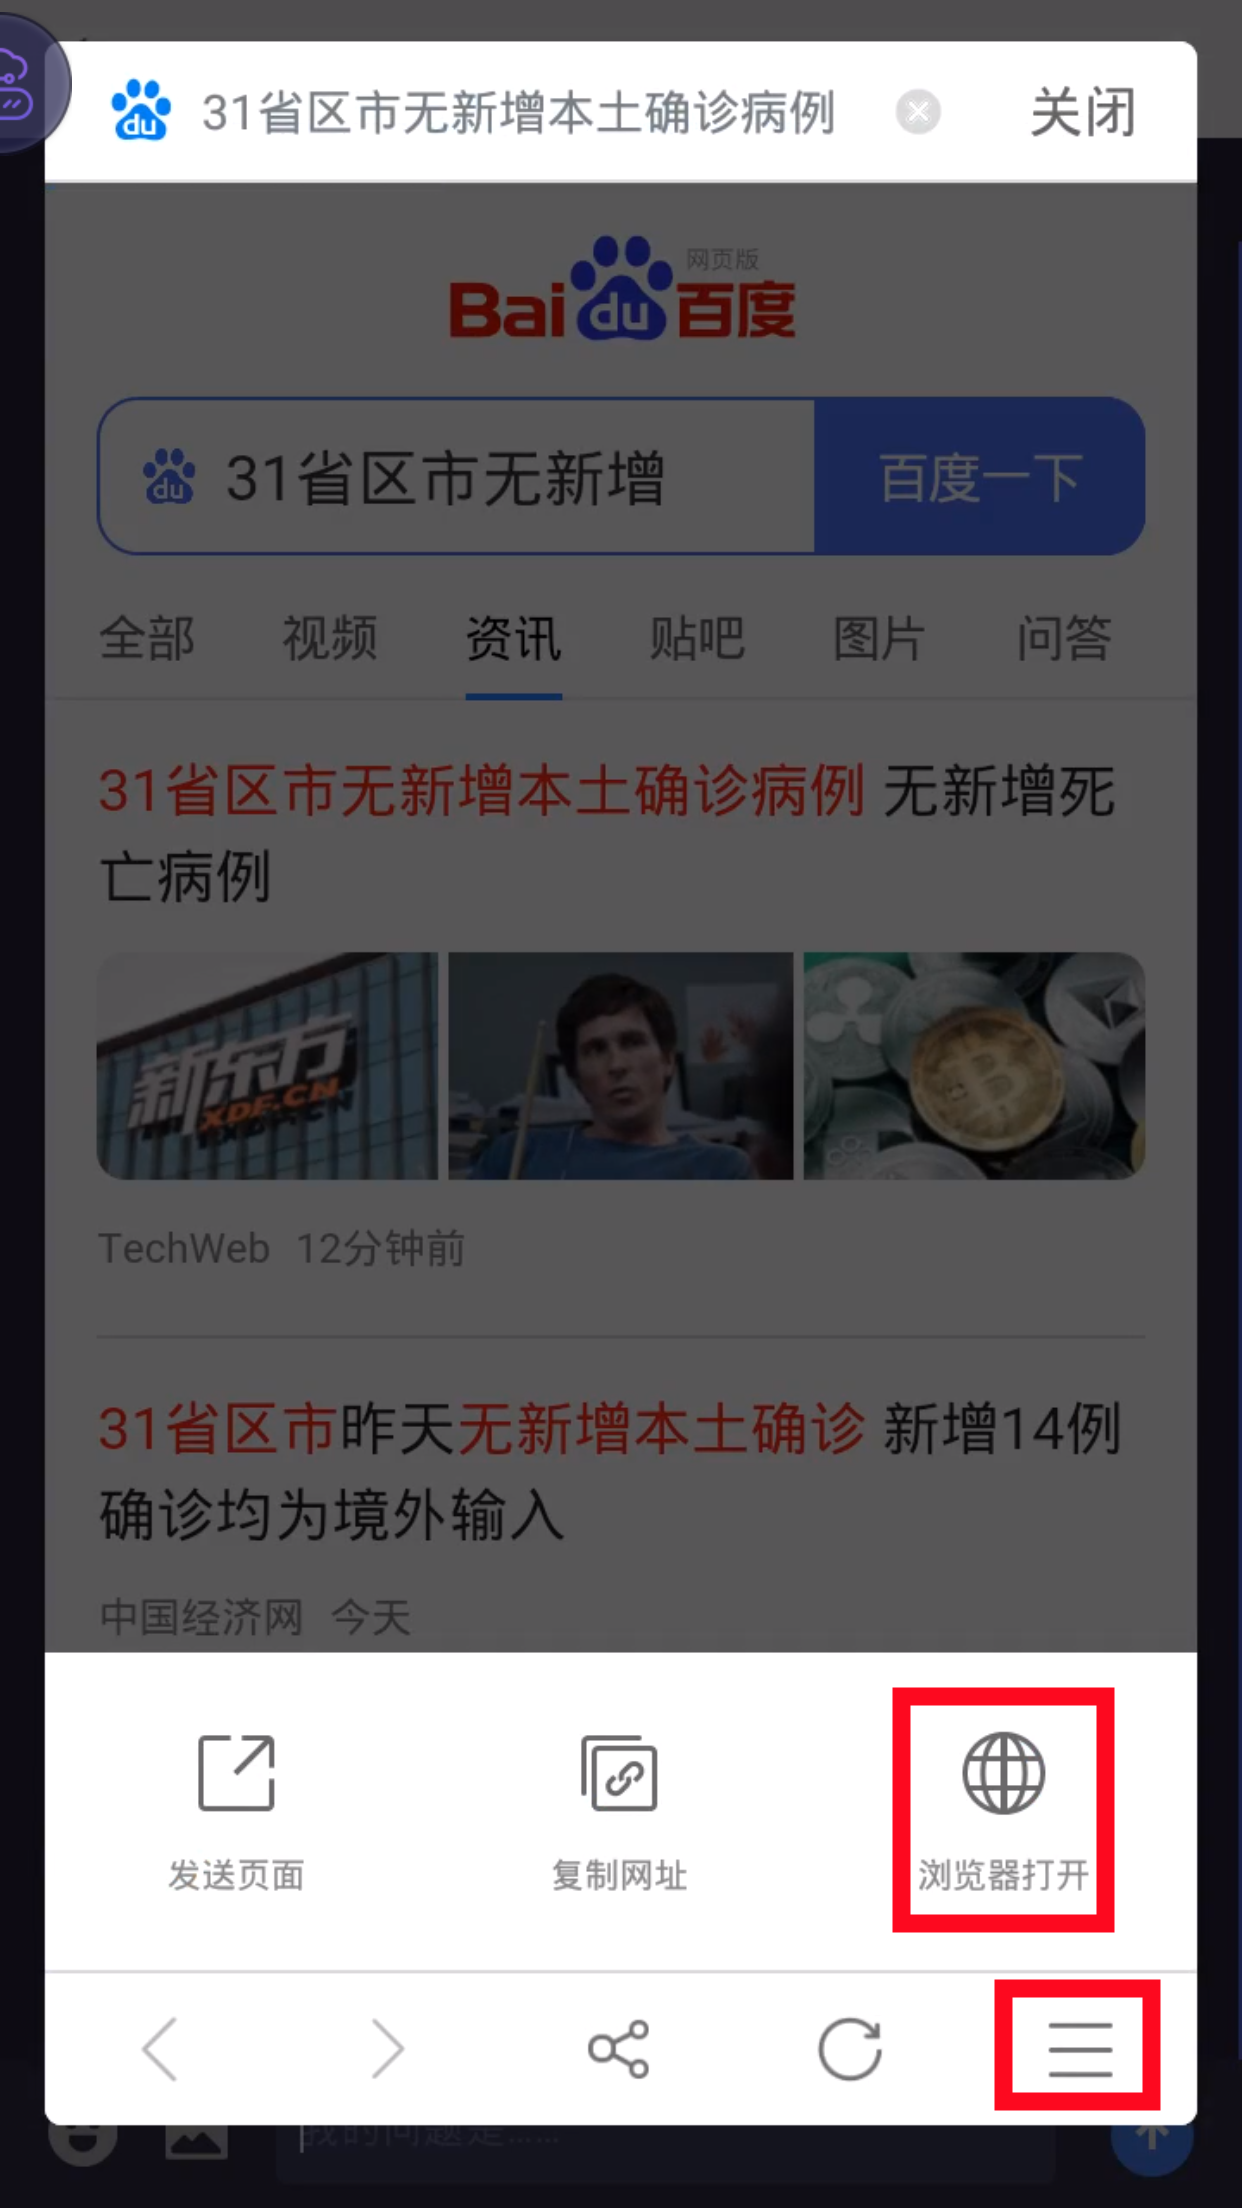 du 31省区市无新增本土确诊病例 关闭
Bai du 百度 网页版
du 31省区市无新增 百度一下
全部 视频 资讯 贴吧 图片 问答
31省区市无新增本土确诊病例 无新增死
亡病例
新东方
XDF.CN
TechWeb 12分钟前
31省区市昨天无新增本土确诊 新增14例
确诊均为境外输入
中国经济网 今天
发送页面 复制网址 浏览器打开
我的问题是……